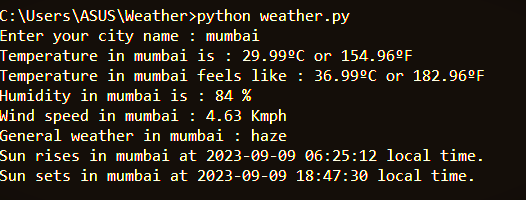 C:\Users\ASUS\Weather>python weather.py
Enter your city name : mumbai
Temperature in mumbai is : 29.99ºC or 154.96ºF
Temperature in mumbai feels like : 36.99ºC or 182.96ºF
Humidity in mumbai is : 84 %
Wind speed in mumbai : 4.63 Kmph
General weather in mumbai : haze
Sun rises in mumbai at 2023-09-09 06:25:12 local time.
Sun sets in mumbai at 2023-09-09 18:47:30 local time.